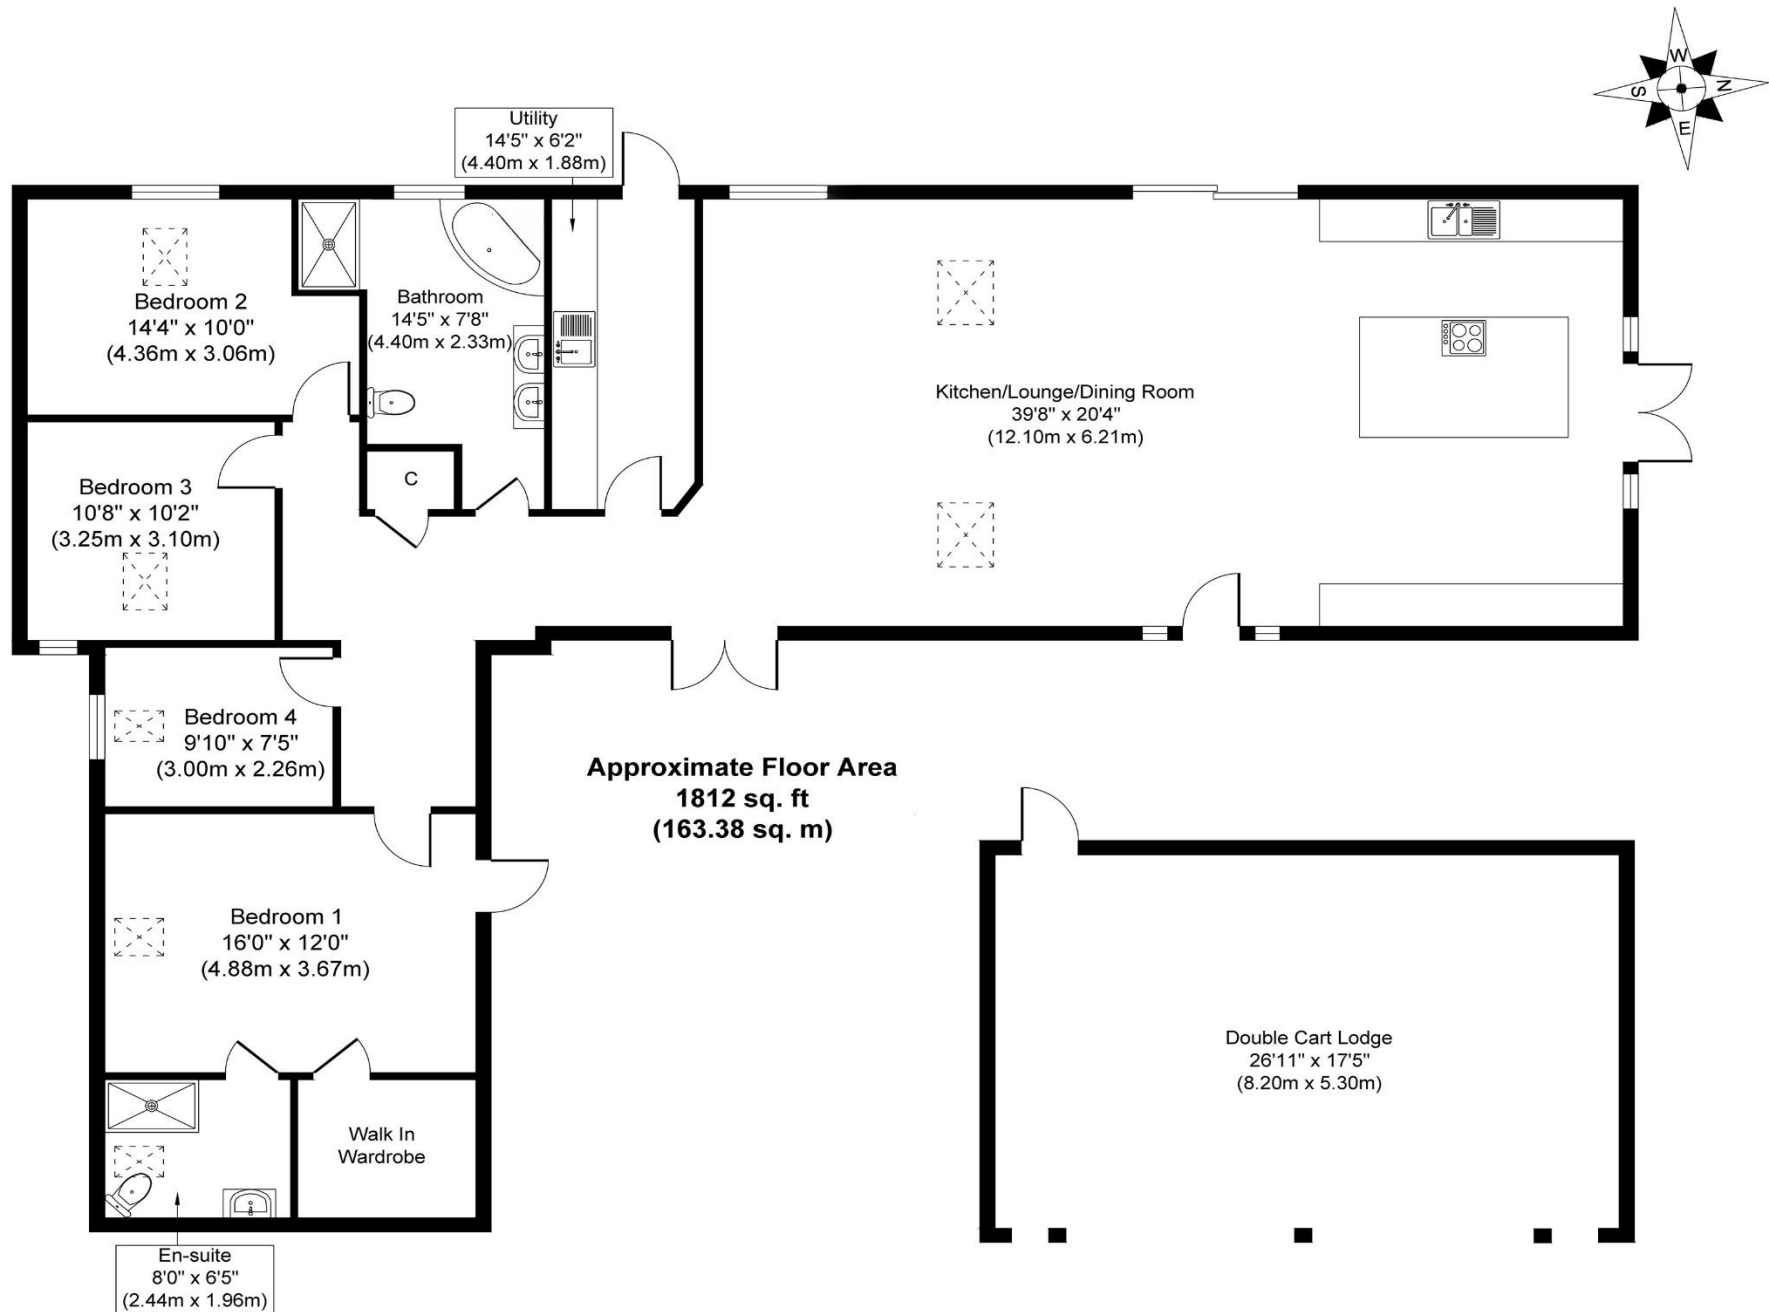 W
N
S
E
Utility
14'5" x 6'2"
(4.40m x 1.88m)
Bedroom 2
14'4" x 10'0"
(4.36m x 3.06m)
Bathroom
14'5" x 7'8"
(4.40m x 2.33m)
Kitchen/Lounge/Dining Room
39'8" x 20'4"
(12.10m x 6.21m)
Bedroom 3
10'8" x 10'2"
(3.25m x 3.10m)
C
Bedroom 4
9'10" x 7'5"
(3.00m x 2.26m)
Approximate Floor Area
1812 sq. ft
(163.38 sq. m)
Bedroom 1
16'0" x 12'0"
(4.88m x 3.67m)
Double Cart Lodge
26'11" x 17'5"
(8.20m x 5.30m)
Walk In
Wardrobe
En-suite
8'0" x 6'5"
(2.44m x 1.96m)